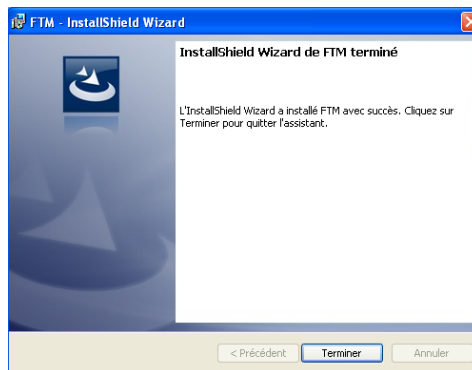 FTM - InstallShield Wizard
InstallShield Wizard de FTM terminé
L'InstallShield Wizard a installé FTM avec succès. Cliquez sur
Terminer pour quitter l'assistant.
< Précédent
Terminer
Annuler